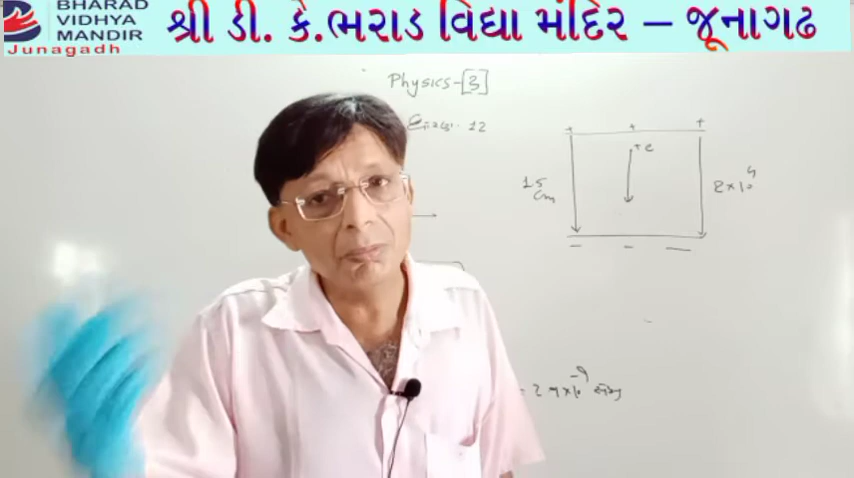 BHARAD
VIDHYA
MANDIR
Junagadh
શ્રી ડી. કે.ભરાડ વિદ્યા મંદિર – જૂનાગઢ
Physics-[3]
12
+ + +
+e
15
cm
2×10⁴
– – –